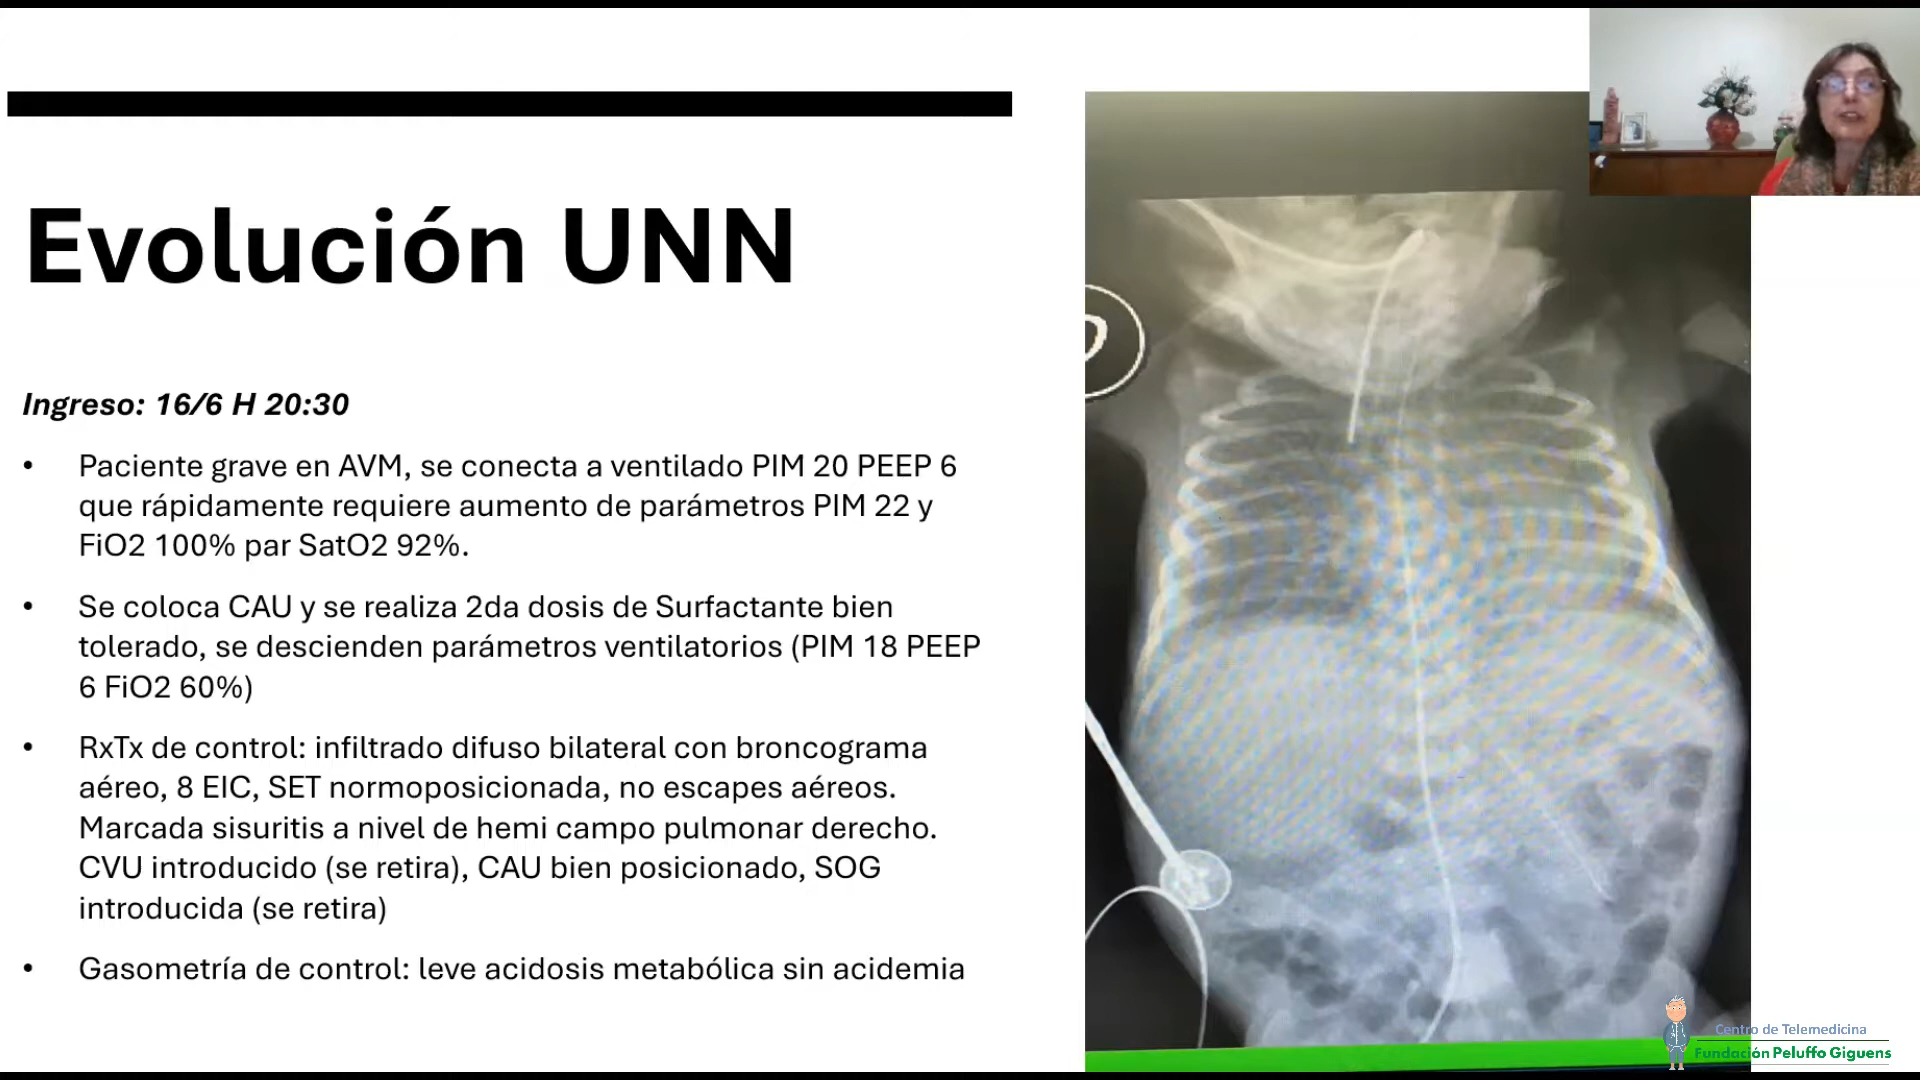 Evolución UNN
Ingreso: 16/6 H 20:30
• Paciente grave en AVM, se conecta a ventilado PIM 20 PEEP 6
que rápidamente requiere aumento de parámetros PIM 22 y
FiO2 100% par SatO2 92%.
• Se coloca CAU y se realiza 2da dosis de Surfactante bien
tolerado, se descienden parámetros ventilatorios (PIM 18 PEEP
6 FiO2 60%)
• RxTx de control: infiltrado difuso bilateral con broncograma
aéreo, 8 EIC, SET normoposicionada, no escapes aéreos.
Marcada sisuritis a nivel de hemi campo pulmonar derecho.
CVU introducido (se retira), CAU bien posicionado, SOG
introducida (se retira)
• Gasometría de control: leve acidosis metabólica sin acidemia
Centro de Telemedicina
Fundación Peluffo Giguens